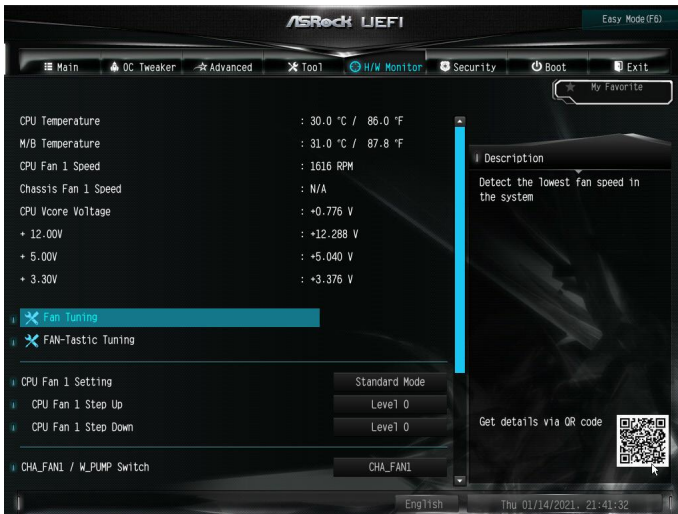 ASRock UEFI
Easy Mode(F6)
Main OC Tweaker Advanced Tool H/W Monitor Security Boot Exit
My Favorite
CPU Temperature : 30.0 °C / 86.0 °F
M/B Temperature : 31.0 °C / 87.8 °F
CPU Fan 1 Speed : 1616 RPM
Chassis Fan 1 Speed : N/A
CPU Vcore Voltage : +0.776 V
+ 12.00V : +12.288 V
+ 5.00V : +5.040 V
+ 3.30V : +3.376 V
Fan Tuning
FAN-Tastic Tuning
CPU Fan 1 Setting Standard Mode
CPU Fan 1 Step Up Level 0
CPU Fan 1 Step Down Level 0
CHA_FAN1 / W_PUMP Switch CHA_FAN1
Description
Detect the lowest fan speed in
the system
Get details via QR code
English
Thu 01/14/2021, 21:41:32